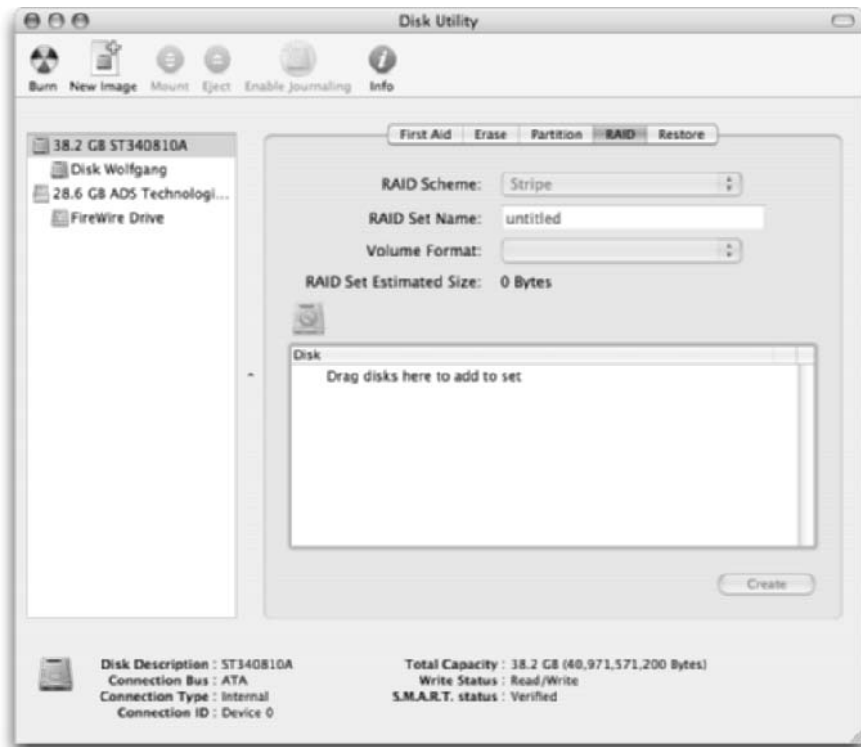 Disk Utility
Burn New Image Mount Eject Enable Journaling Info
38.2 GB ST340810A
Disk Wolfgang
28.6 GB ADS Technologi...
FireWire Drive
First Aid Erase Partition RAID Restore
RAID Scheme: Stripe
RAID Set Name: untitled
Volume Format:
RAID Set Estimated Size: 0 Bytes
Disk
Drag disks here to add to set
Create
Disk Description : ST340810A
Connection Bus : ATA
Connection Type : Internal
Connection ID : Device 0
Total Capacity : 38.2 GB (40,971,571,200 Bytes)
Write Status : Read/Write
S.M.A.R.T. status : Verified